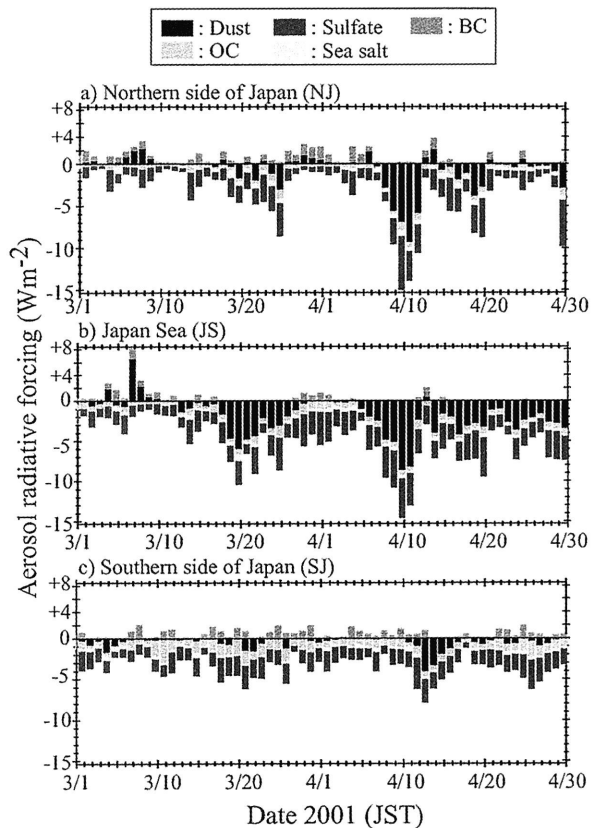 : Dust : Sulfate : BC
: OC : Sea salt
a) Northern side of Japan (NJ)
+8
+4
0
-5
-10
-15
3/1 3/10 3/20 4/1 4/10 4/20 4/30
b) Japan Sea (JS)
+8
+4
0
-5
-10
-15
3/1 3/10 3/20 4/1 4/10 4/20 4/30
c) Southern side of Japan (SJ)
+8
+4
0
-5
-10
-15
3/1 3/10 3/20 4/1 4/10 4/20 4/30
Aerosol radiative forcing (Wm⁻²)
Date 2001 (JST)